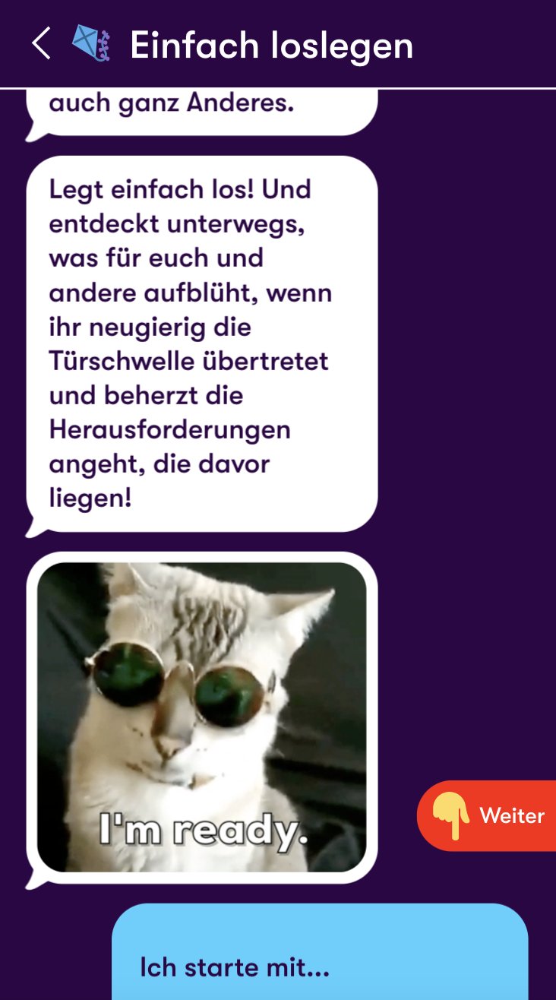 Einfach loslegen
auch ganz Anderes.
Legt einfach los! Und
entdeckt unterwegs,
was für euch und
andere aufblüht, wenn
ihr neugierig die
Türschwelle übertretet
und beherzt die
Herausforderungen
angeht, die davor
liegen!
I'm ready.
Weiter
Ich starte mit...